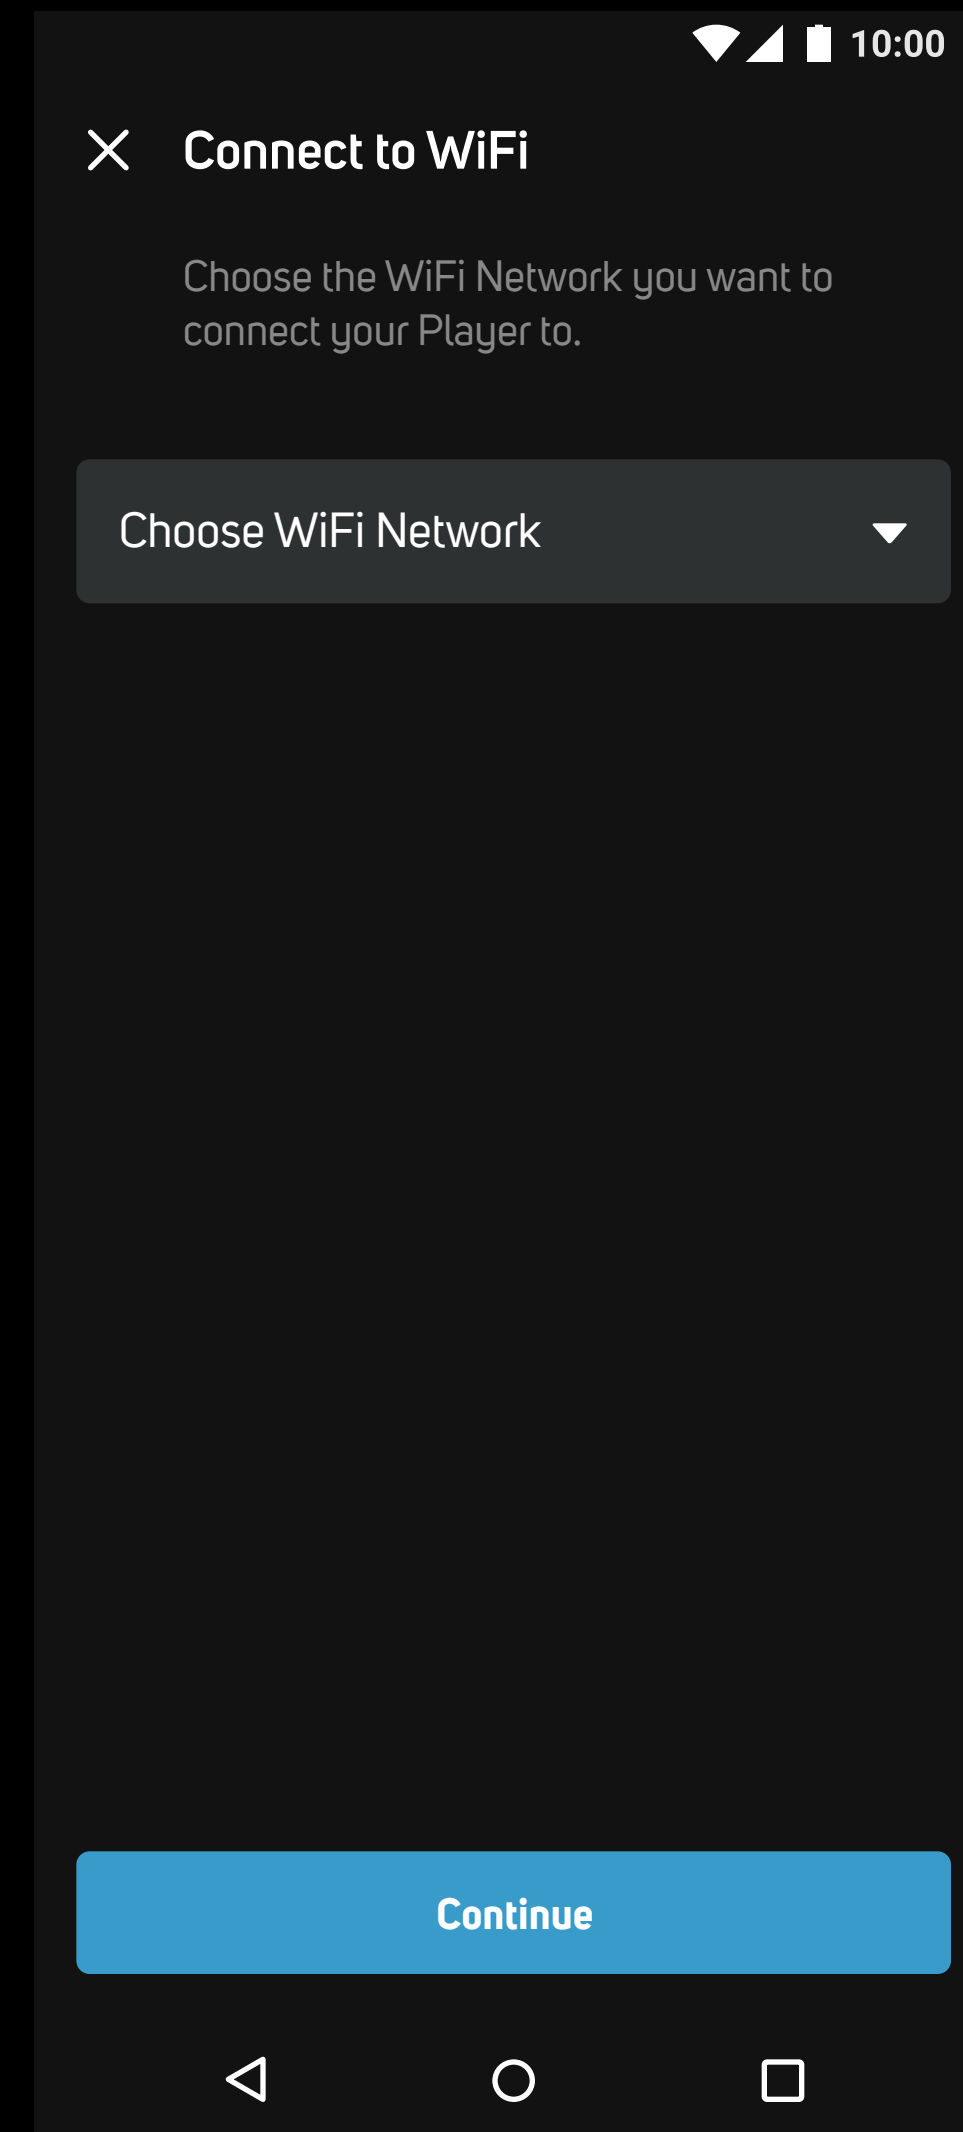 10:00
Connect to WiFi
Choose the WiFi Network you want to
connect your Player to.
Choose WiFi Network
Continue